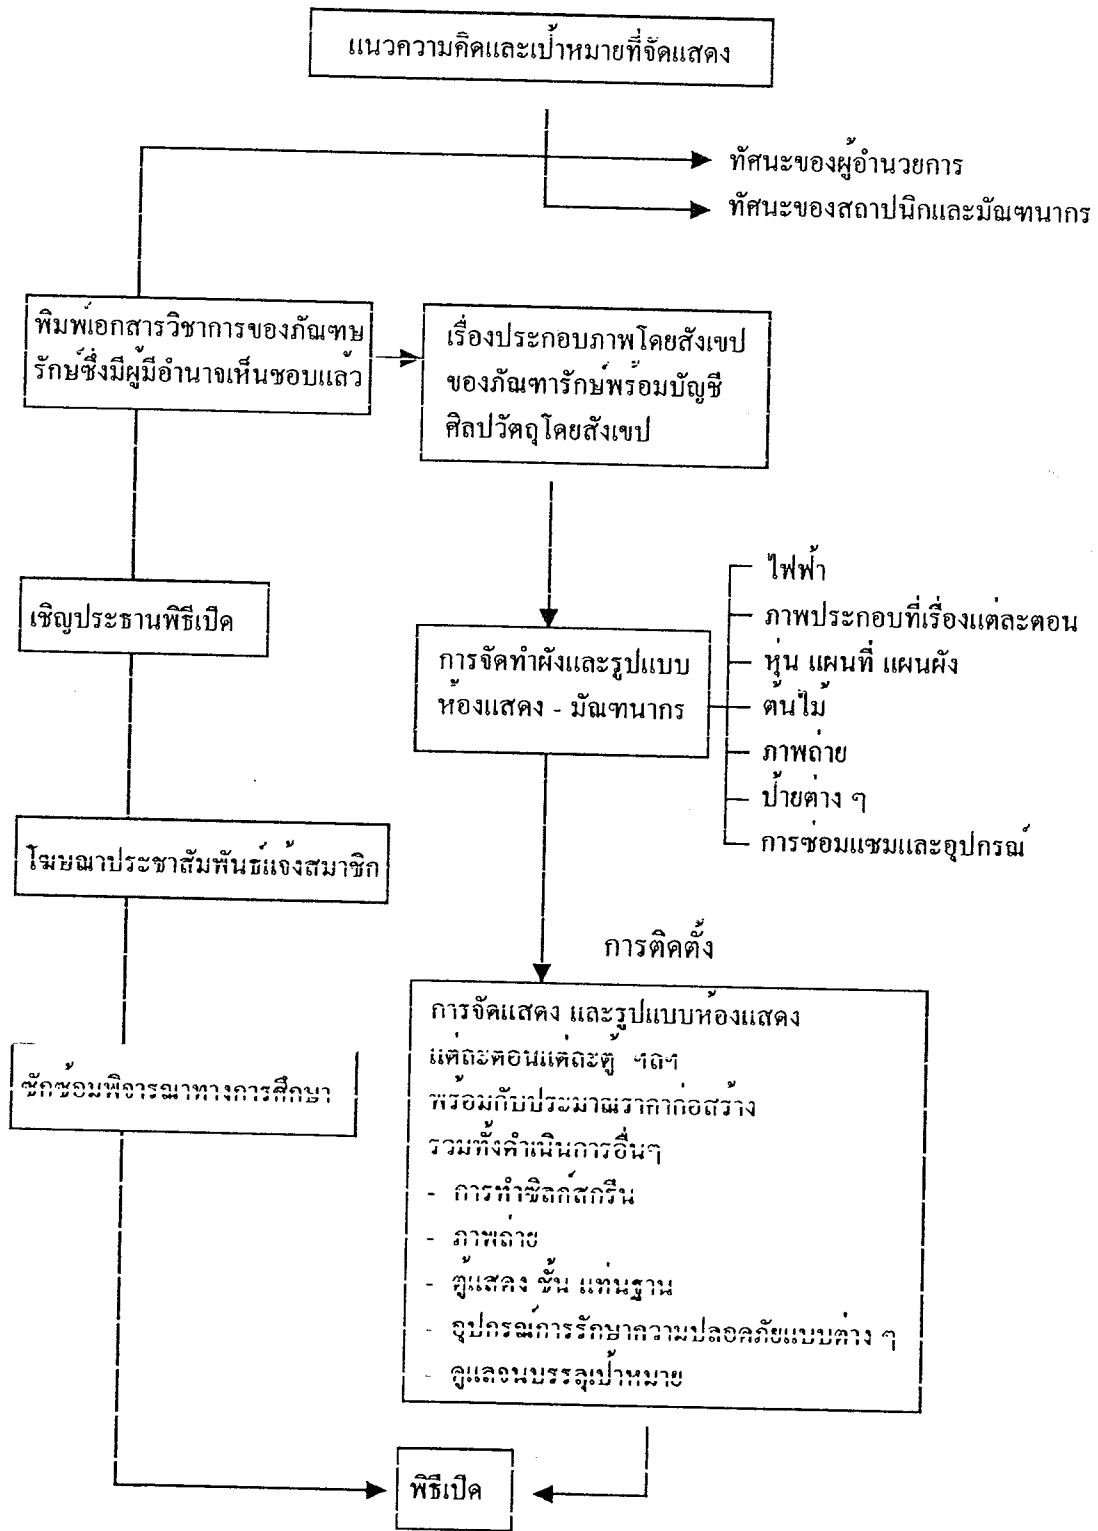 แนวความคิดและเป้าหมายที่จัดแสดง
ทัศนะของผู้อำนวยการ
ทัศนะของสถาปนิกและมัณฑนากร
พิมพ์เอกสารวิชาการของภัณฑษ
รักษ์ซึ่งมีผู้มีอำนาจเห็นชอบแล้ว
เรื่องประกอบภาพโดยสังเขป
ของภัณฑารักษ์พร้อมบัญชี
ศิลปวัตถุโดยสังเขป
เชิญประธานพิธีเปิด
การจัดทำผังและรูปแบบ
ห้องแสดง - มัณฑนากร
ไฟฟ้า
ภาพประกอบที่เรื่องแต่ละตอน
หุ่น แผนที่ แผนผัง
ต้นไม้
ภาพถ่าย
ป้ายต่าง ๆ
การซ่อมแซมและอุปกรณ์
โฆษณาประชาสัมพันธ์แจ้งสมาชิก
การติดตั้ง
ซักซ้อมพิจารณาทางการศึกษา
การจัดแสดง และรูปแบบห้องแสดง
แต่ละตอนแต่ละตู้ ฯลฯ
พร้อมกับประมาณราคาก่อสร้าง
รวมทั้งดำเนินการอื่นๆ
- การทำซิลก์สกรีน
- ภาพถ่าย
- ตู้แสดง ชั้น แท่นฐาน
- อุปกรณ์การรักษาความปลอดภัยแบบต่าง ๆ
- ดูแลจนบรรลุเป้าหมาย
พิธีเปิด